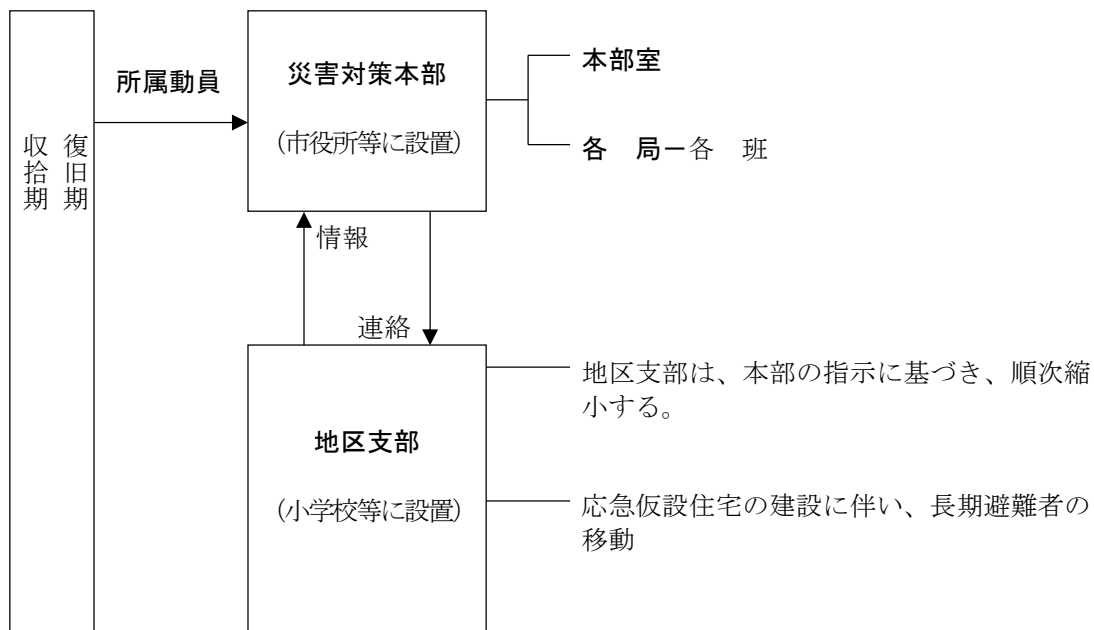 復旧期
収拾期
所属動員
災害対策本部
(市役所等に設置)
本部室
各　局－各　班
情報
連絡
地区支部
(小学校等に設置)
地区支部は、本部の指示に基づき、順次縮
小する。
応急仮設住宅の建設に伴い、長期避難者の
移動